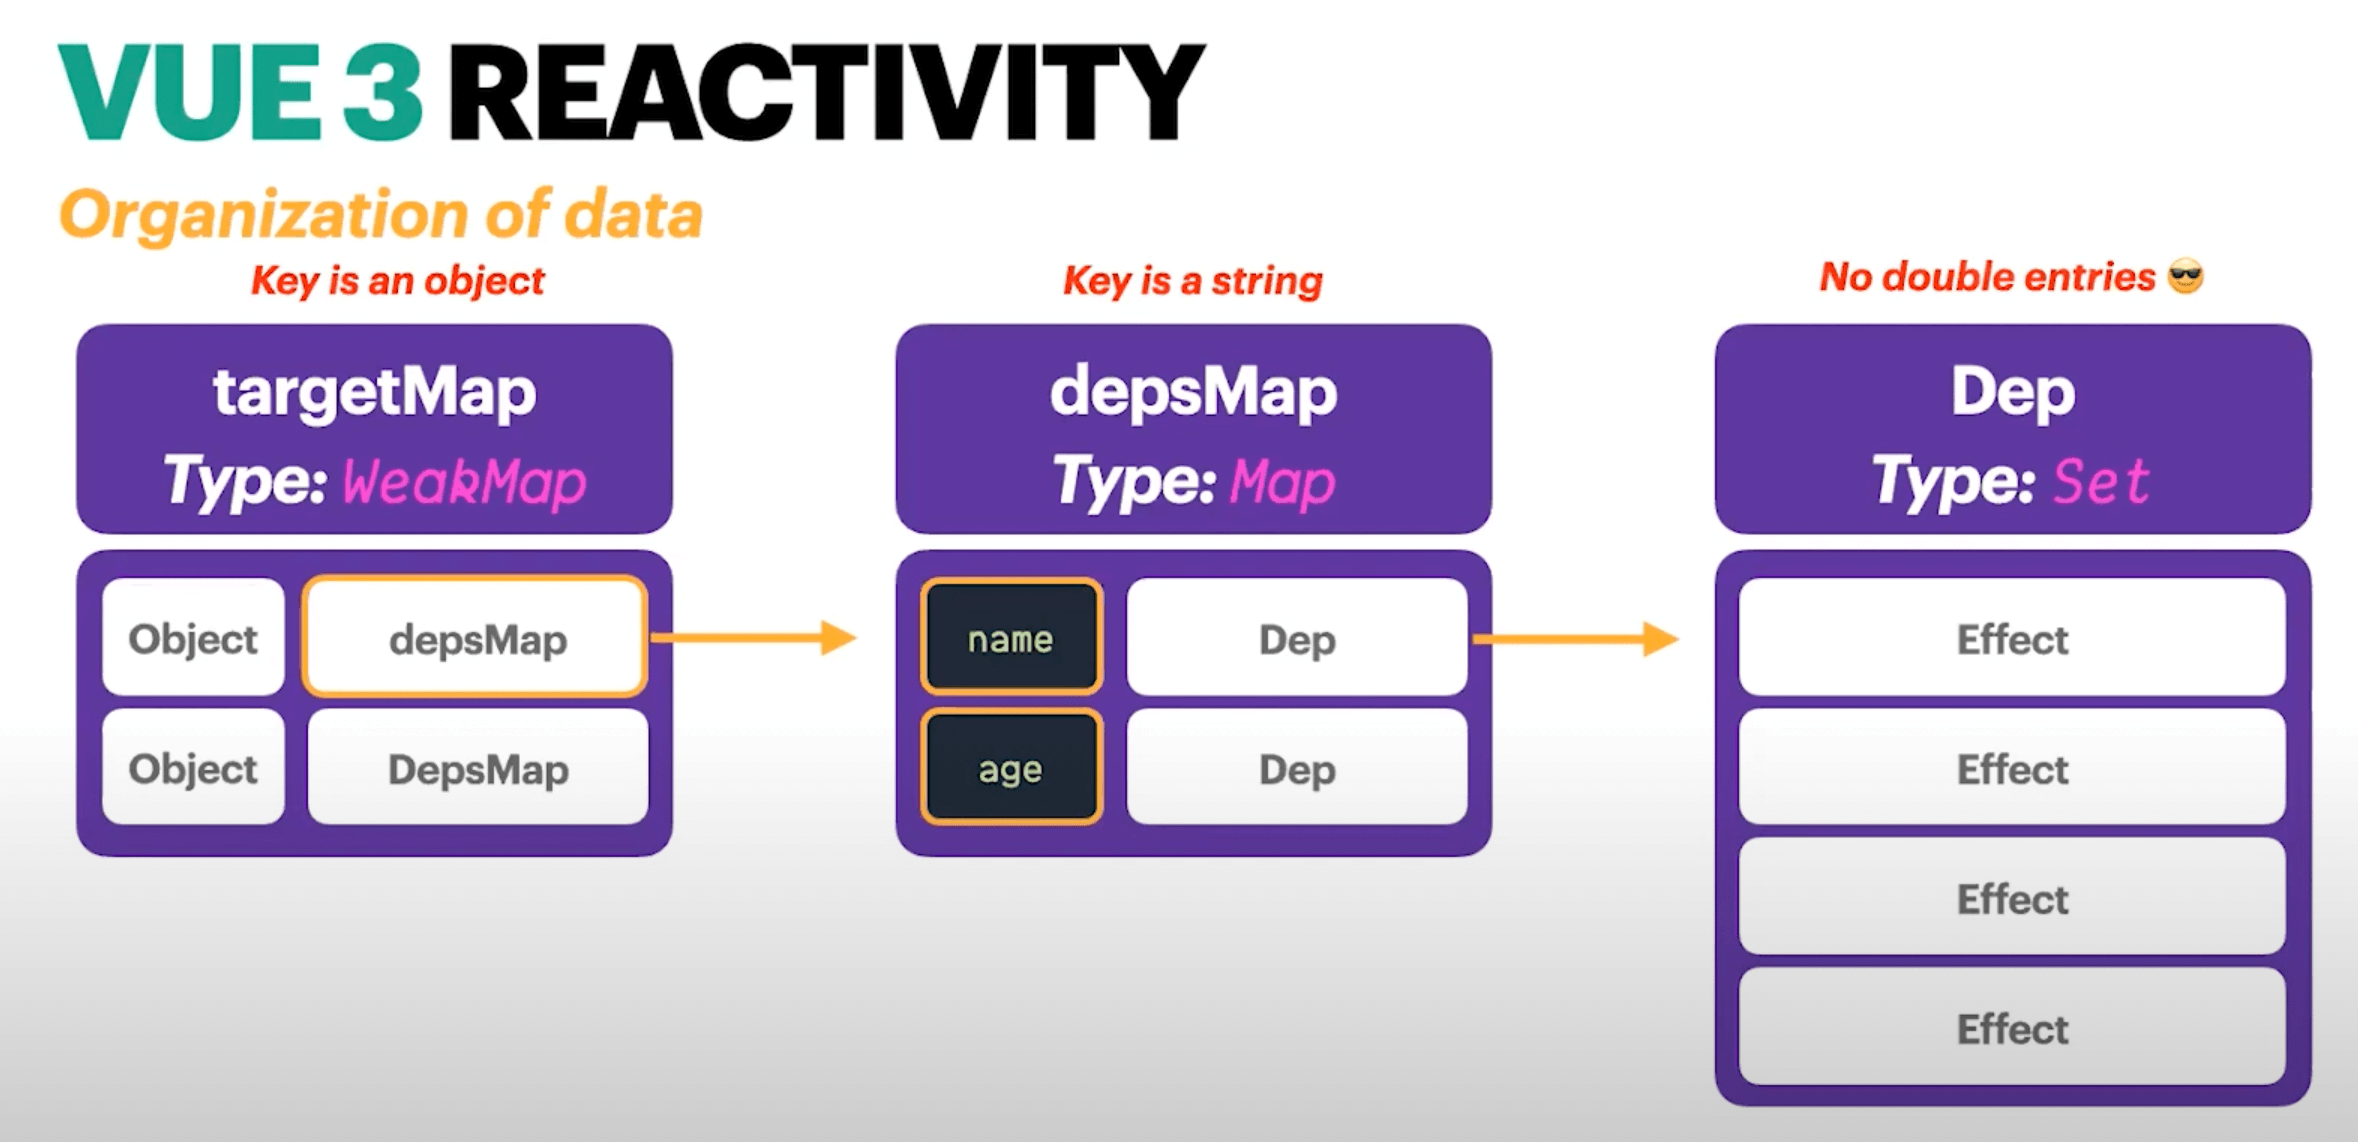 VUE 3 REACTIVITY
Organization of data
Key is an object
targetMap
Type: WeakMap
Object depsMap
Object DepsMap
Key is a string
depsMap
Type: Map
name Dep
age Dep
No double entries 😎
Dep
Type: Set
Effect
Effect
Effect
Effect